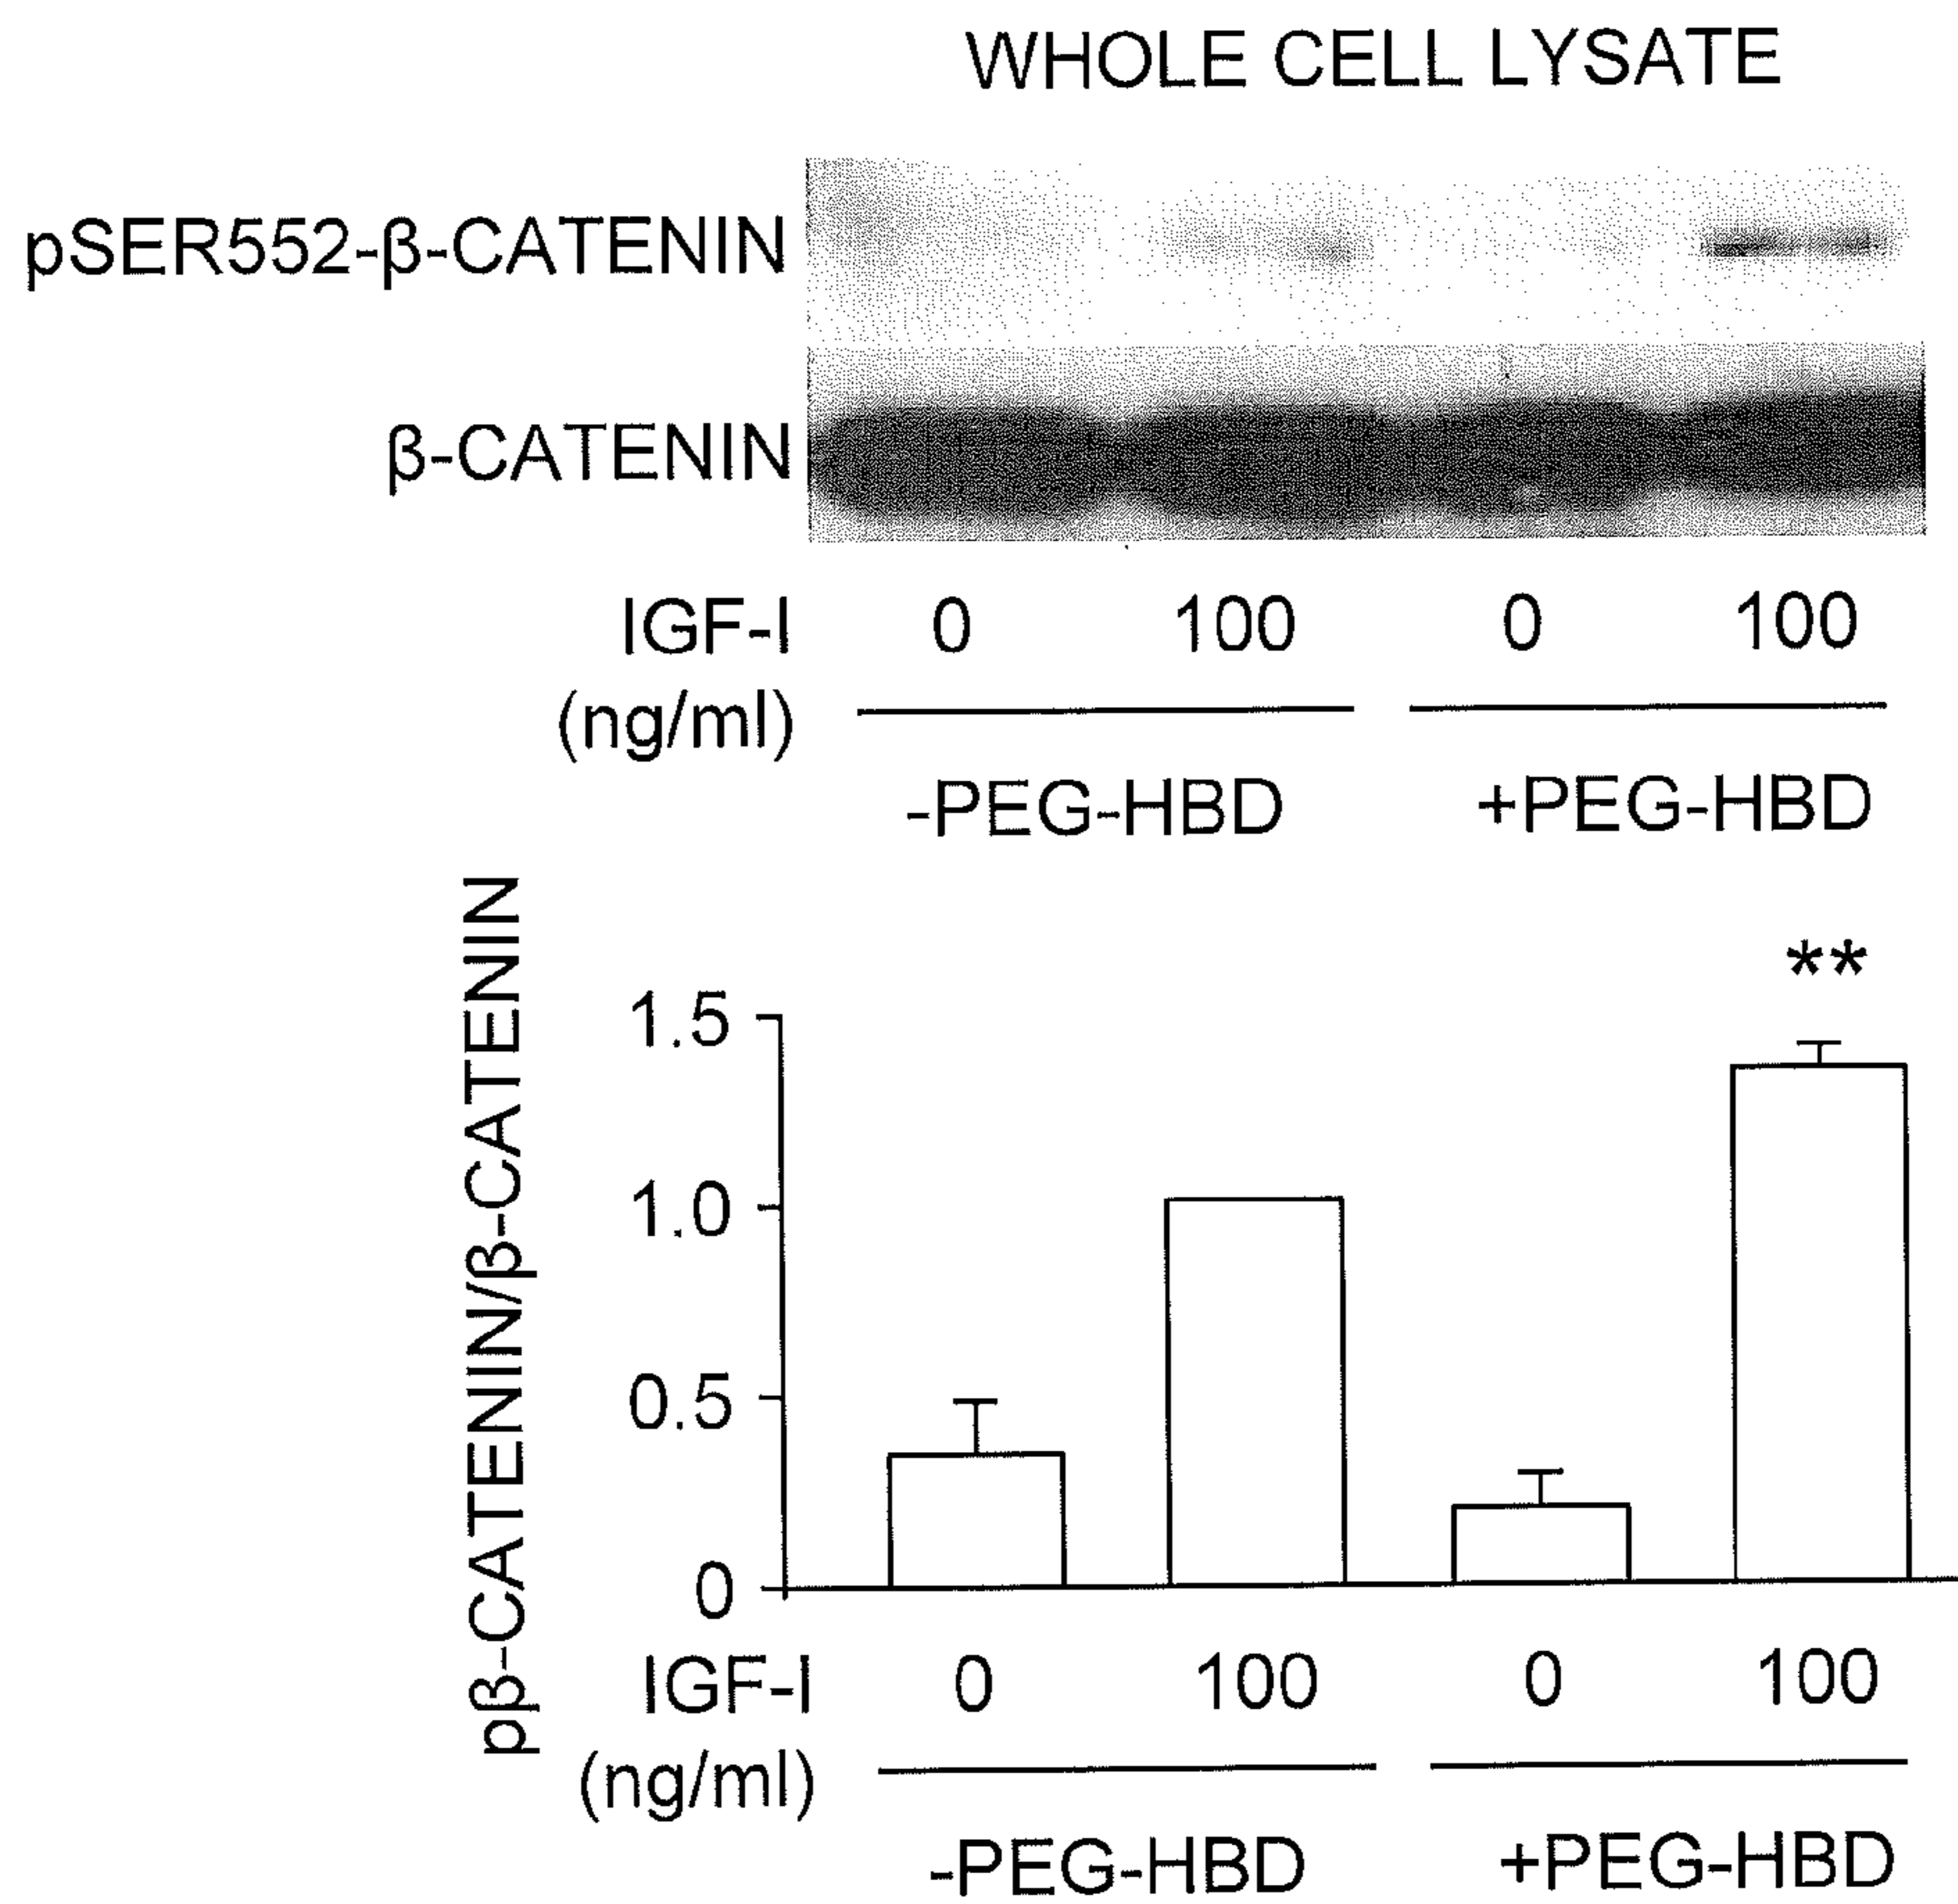 WHOLE CELL LYSATE
pSER552-β-CATENIN
β-CATENIN
IGF-I 0 100 0 100
(ng/ml)
-PEG-HBD +PEG-HBD
pβ-CATENIN/β-CATENIN
**
1.5
1.0
0.5
0
IGF-I 0 100 0 100
(ng/ml)
-PEG-HBD +PEG-HBD